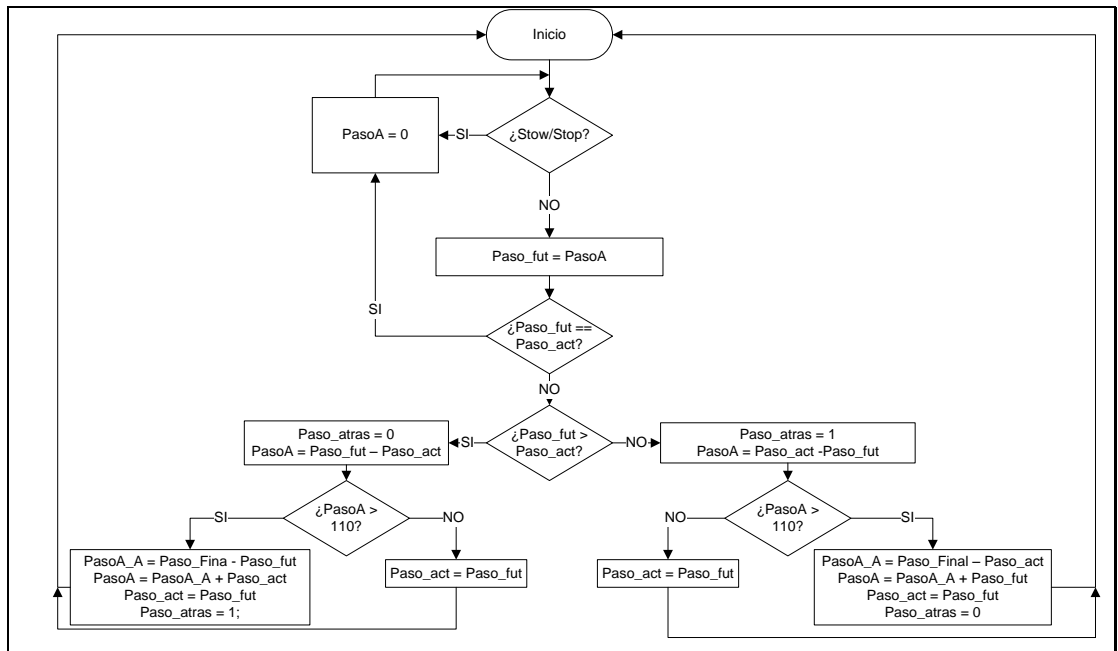 Inicio
PasoA = 0
SI
¿Stow/Stop?
NO
Paso_fut = PasoA
SI
¿Paso_fut ==
Paso_act?
NO
Paso_atras = 0
PasoA = Paso_fut – Paso_act
SI
¿Paso_fut >
Paso_act?
NO
Paso_atras = 1
PasoA = Paso_act -Paso_fut
SI
¿PasoA >
110?
NO
NO
¿PasoA >
110?
SI
PasoA_A = Paso_Fina - Paso_fut
PasoA = PasoA_A + Paso_act
Paso_act = Paso_fut
Paso_atras = 1;
Paso_act = Paso_fut
Paso_act = Paso_fut
PasoA_A = Paso_Final – Paso_act
PasoA = PasoA_A + Paso_fut
Paso_act = Paso_fut
Paso_atras = 0